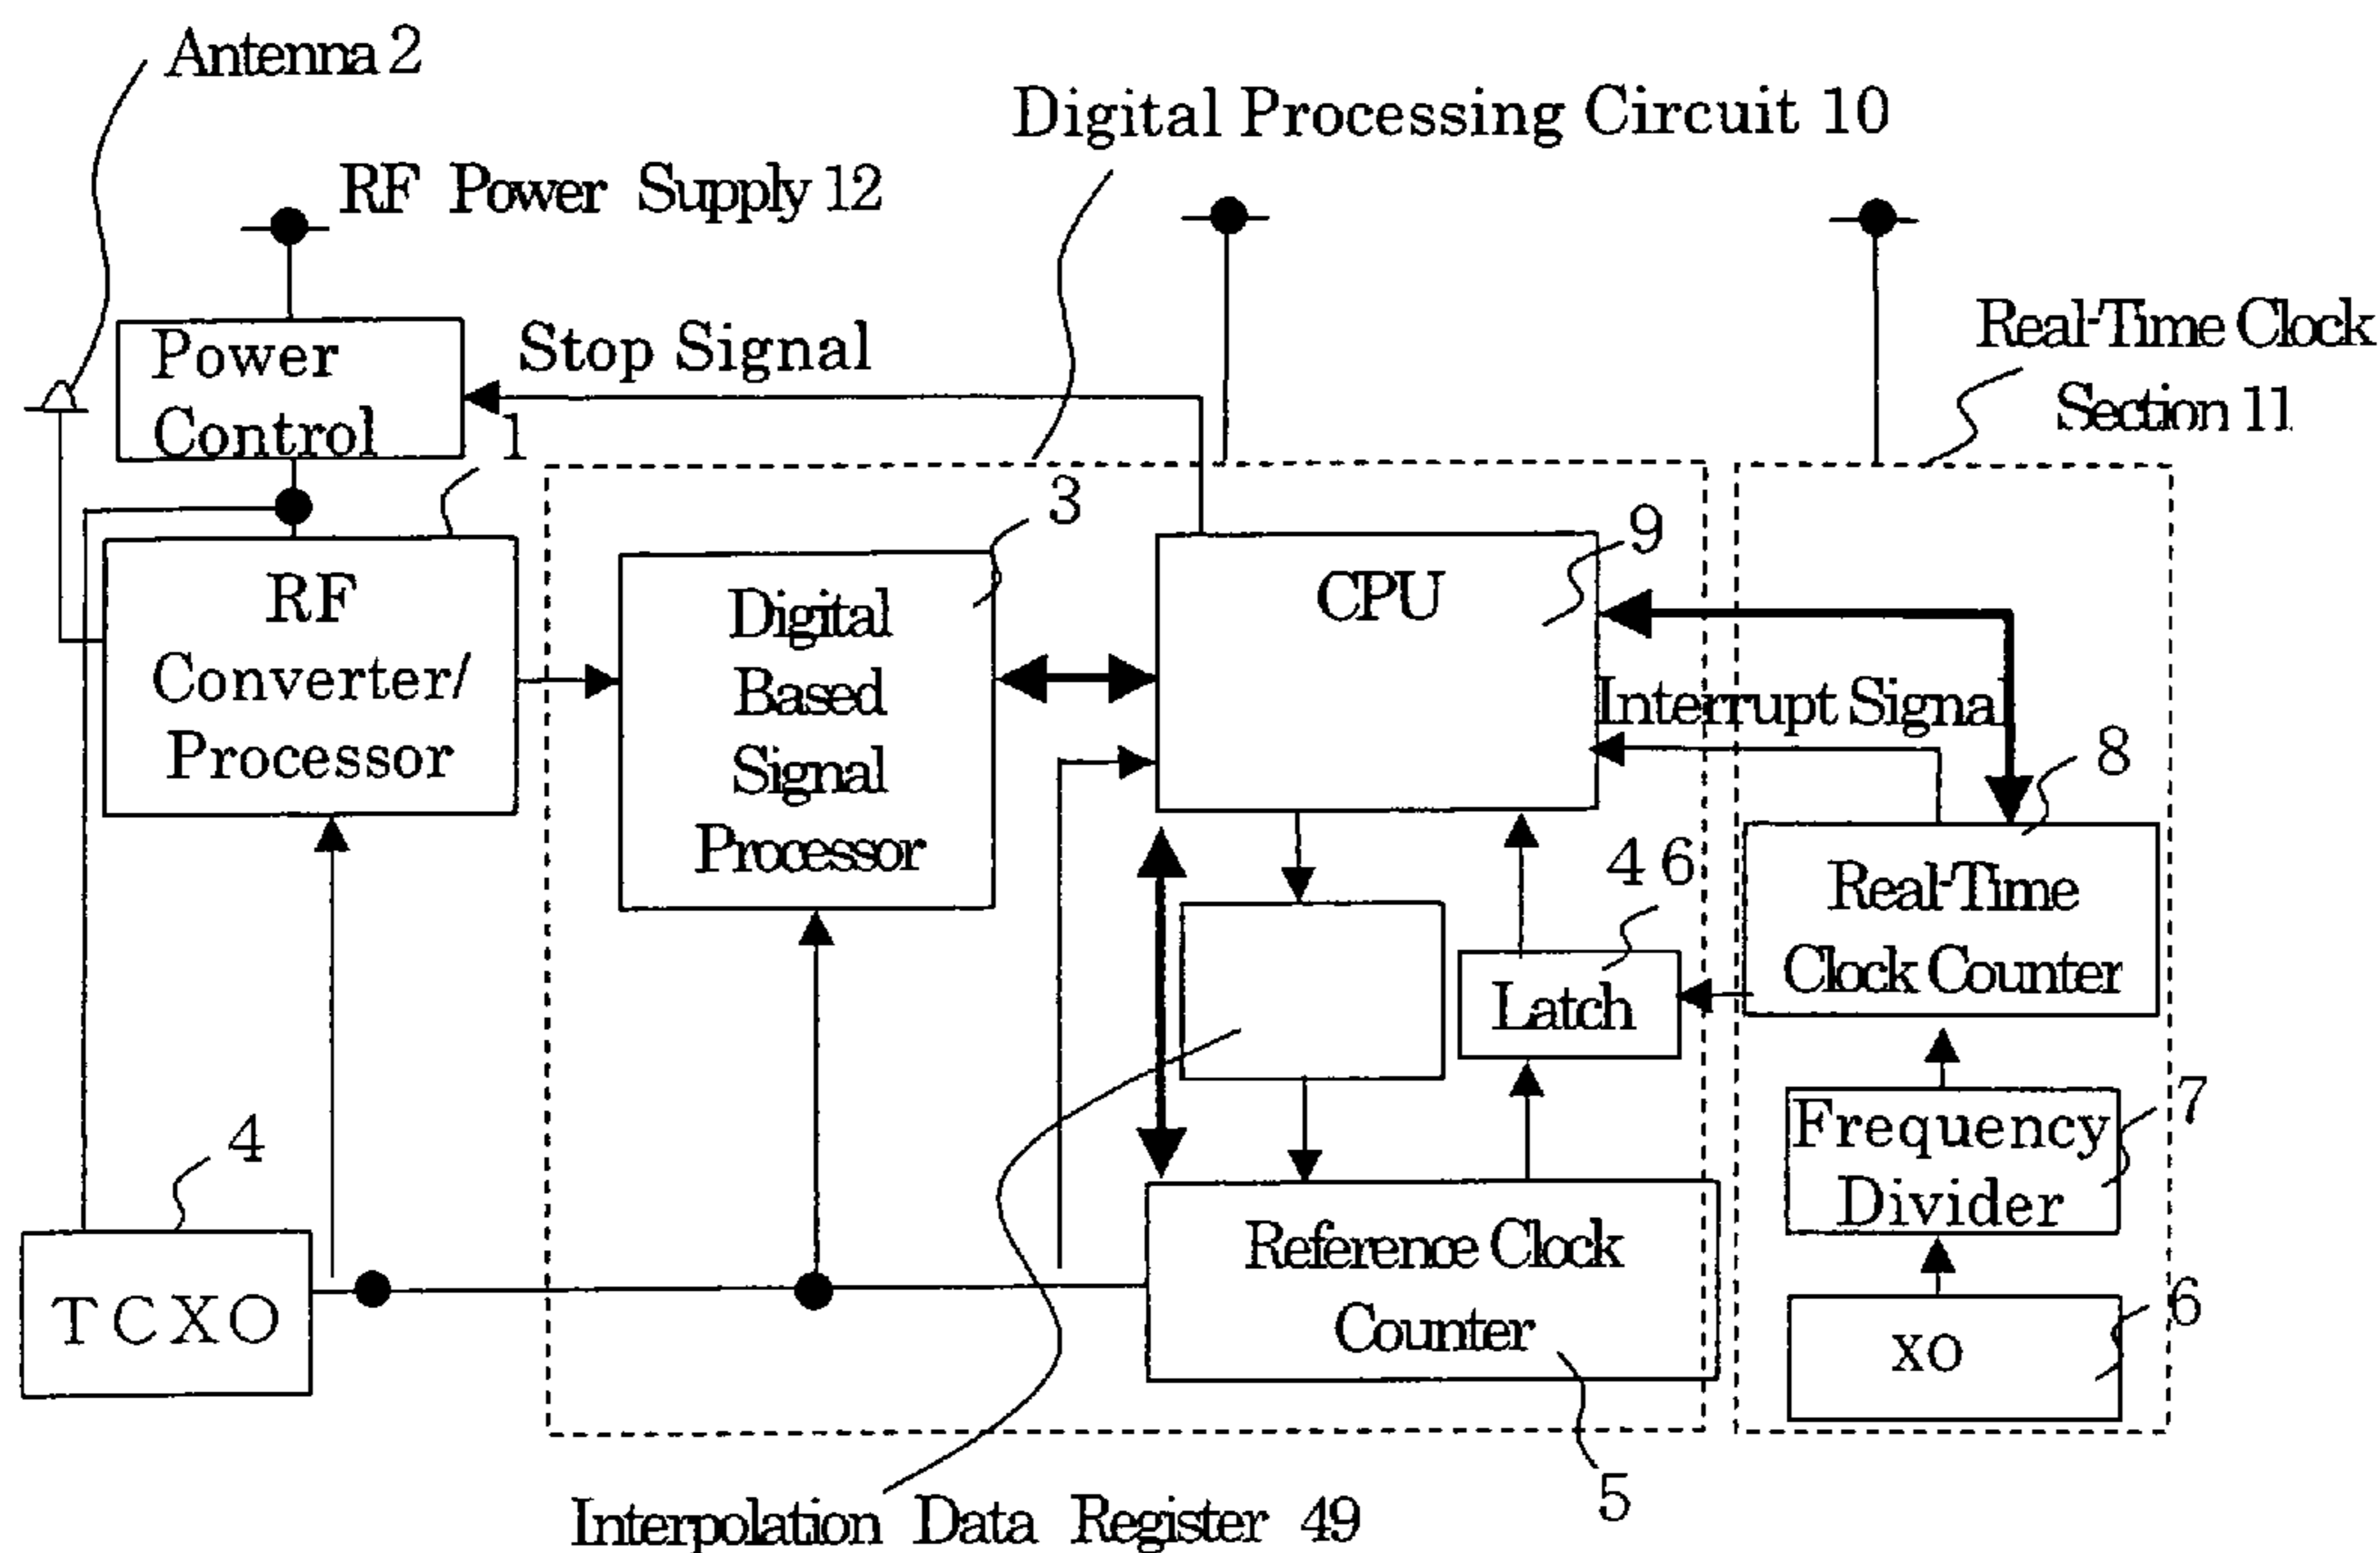 Antenna 2
Digital Processing Circuit 10
RF Power Supply 12
Real-Time Clock
Section 11
Stop Signal
Power
Control
1
3
9
RF
Converter/
Processor
Digital
Based
Signal
Processor
CPU
Interrupt Signal
8
46
Real-Time
Clock Counter
Latch
7
Frequency
Divider
4
TCXO
Reference Clock
Counter
6
XO
5
Interpolation Data Register 49